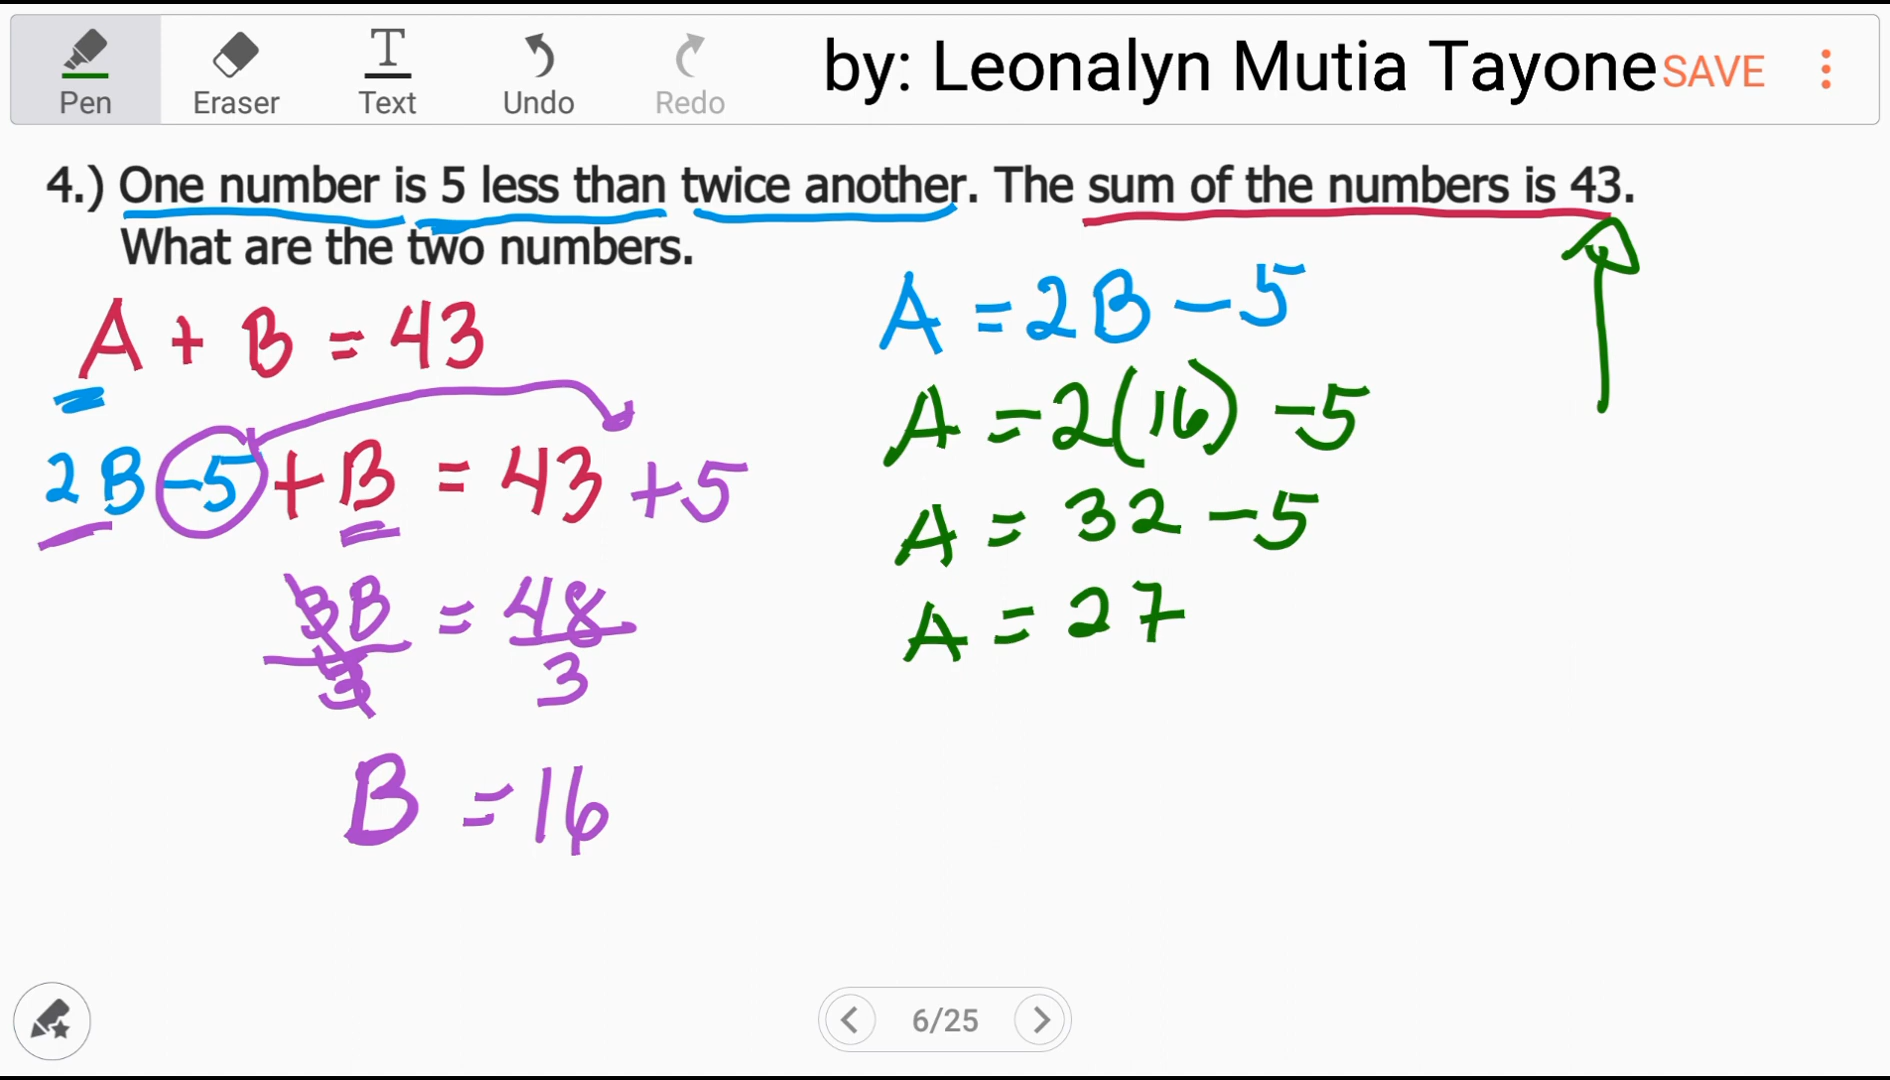 Pen Eraser Text Undo Redo by: Leonalyn Mutia Tayone SAVE
4.) One number is 5 less than twice another. The sum of the numbers is 43.
What are the two numbers.
A + B = 43
2B -5 + B = 43 +5
3B = 48
3 3
B = 16
A = 2B - 5
A = 2(16) - 5
A = 32 - 5
A = 27
6/25